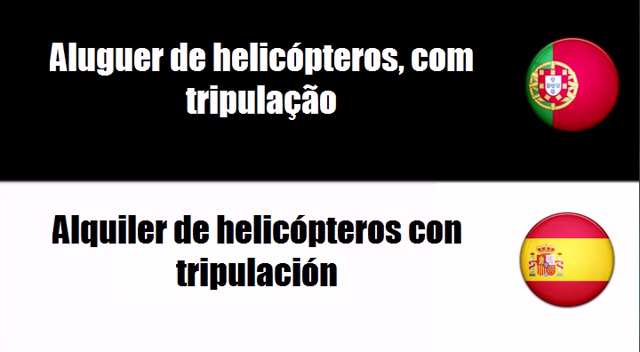 Aluguer de helicópteros, com
tripulação
Alquiler de helicópteros con
tripulación